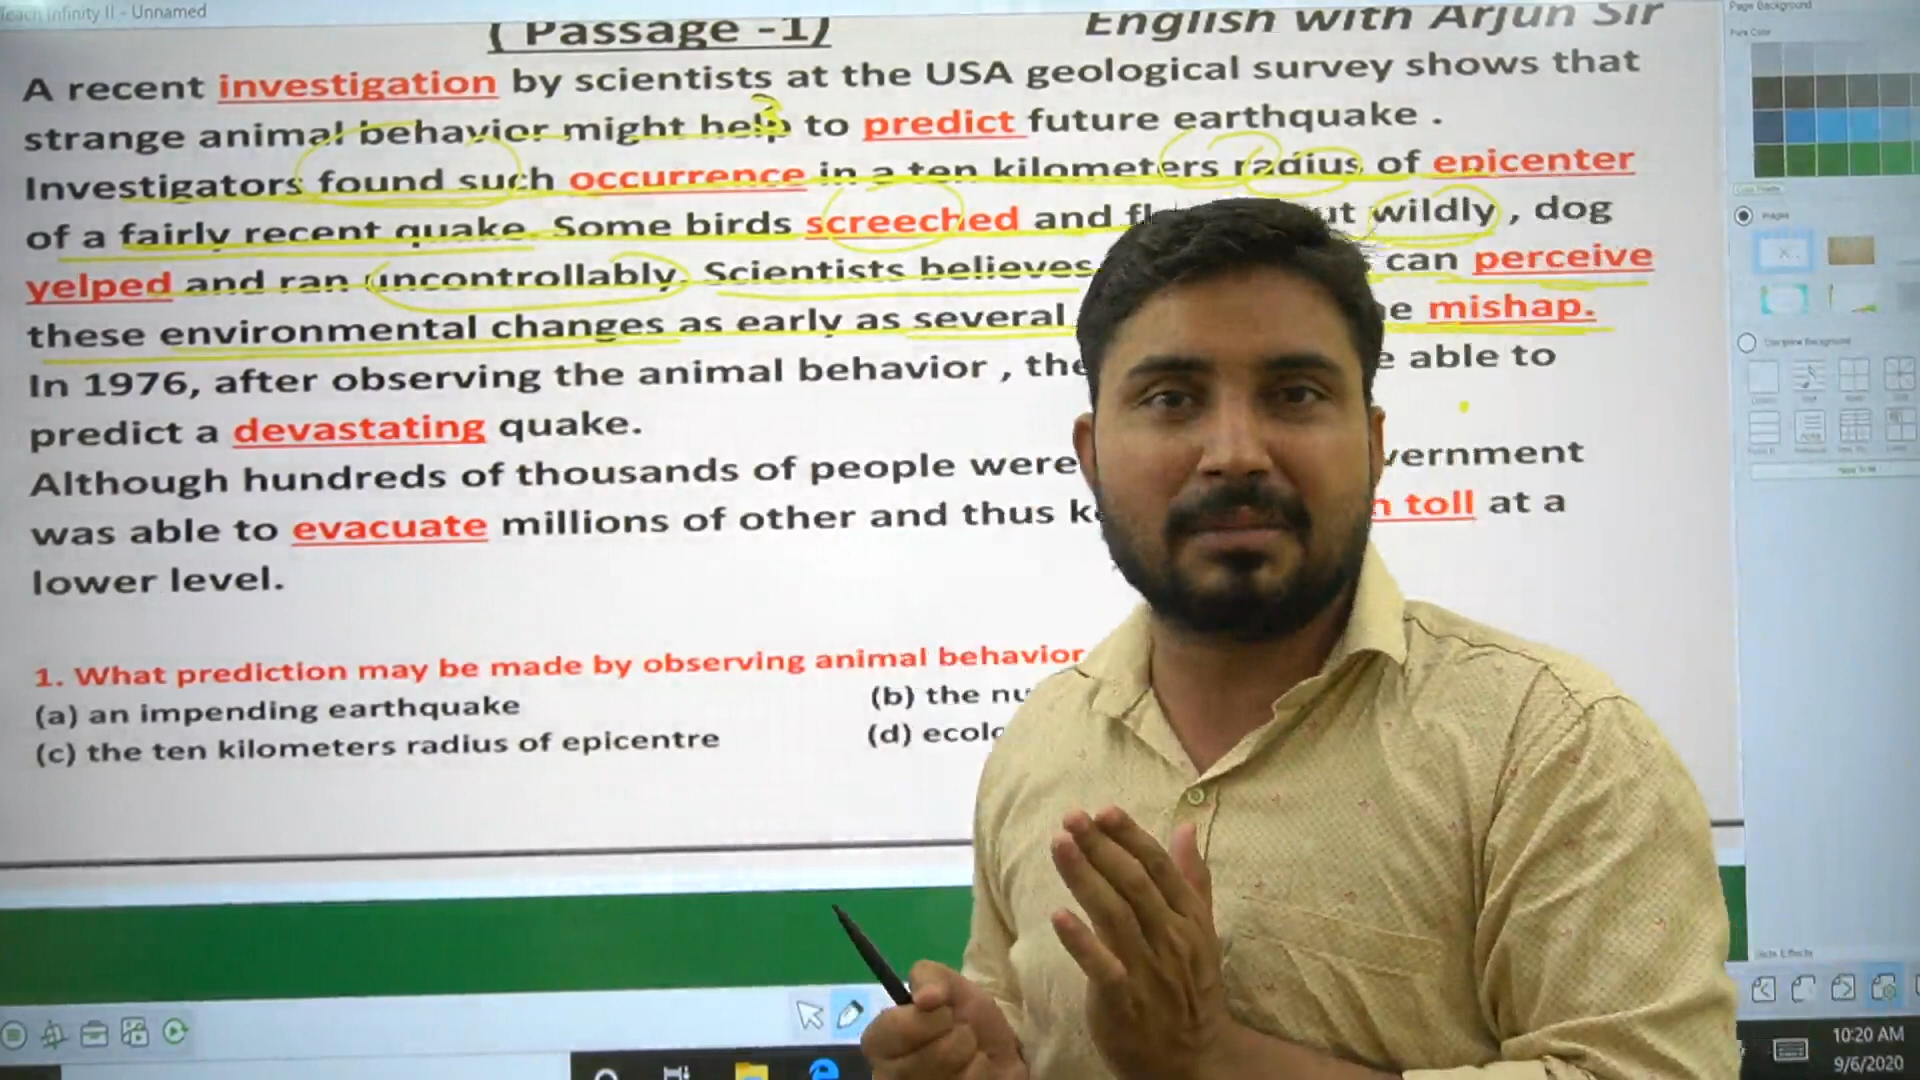 Teach Infinity II - Unnamed
Page Background
( Passage -1)
English with Arjun Sir
Pure Color
A recent investigation by scientists at the USA geological survey shows that
strange animal behavior might help to predict future earthquake .
Investigators found such occurrence in a ten kilometers radius of epicenter
of a fairly recent quake. Some birds screeched and wildly , dog
yelped and ran uncontrollably. Scientists believes can perceive
these environmental changes as early as several mishap.
In 1976, after observing the animal behavior , able to
predict a devastating quake.
Although hundreds of thousands of people were
was able to evacuate millions of other and thus toll at a
lower level.
1. What prediction may be made by observing animal behavior
(a) an impending earthquake
(b) the
(c) the ten kilometers radius of epicentre
(d)
10:20 AM
9/6/2020